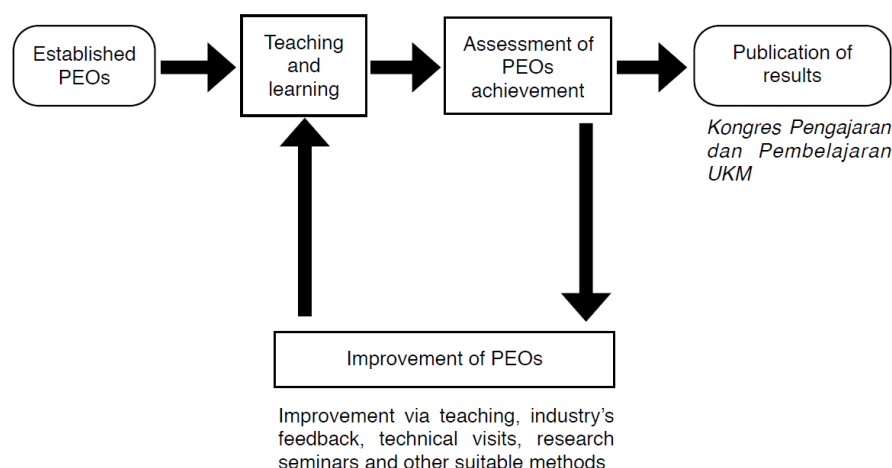 Established
PEOs
Teaching
and
learning
Assessment of
PEOs
achievement
Publication of
results
Kongres Pengajaran
dan Pembelajaran
UKM
Improvement of PEOs
Improvement via teaching, industry’s
feedback, technical visits, research
seminars and other suitable methods